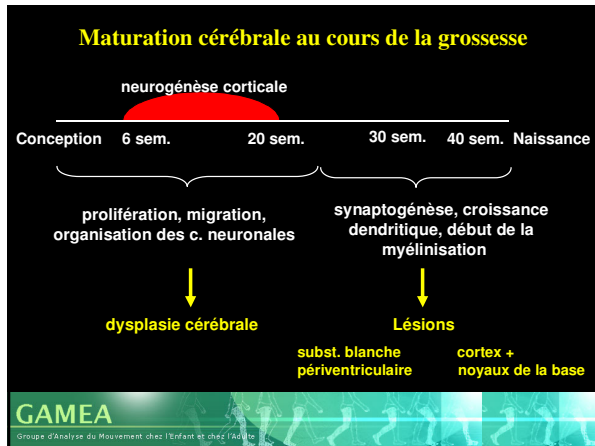 Maturation cérébrale au cours de la grossesse
neurogénèse corticale
Conception 6 sem. 20 sem. 30 sem. 40 sem. Naissance
prolifération, migration,
organisation des c. neuronales
synaptogénèse, croissance
dendritique, début de la
myélinisation
dysplasie cérébrale
Lésions
subst. blanche
périventriculaire
cortex +
noyaux de la base
GAMEA
Groupe d'Analyse du Mouvement chez l'Enfant et chez l'Adulte